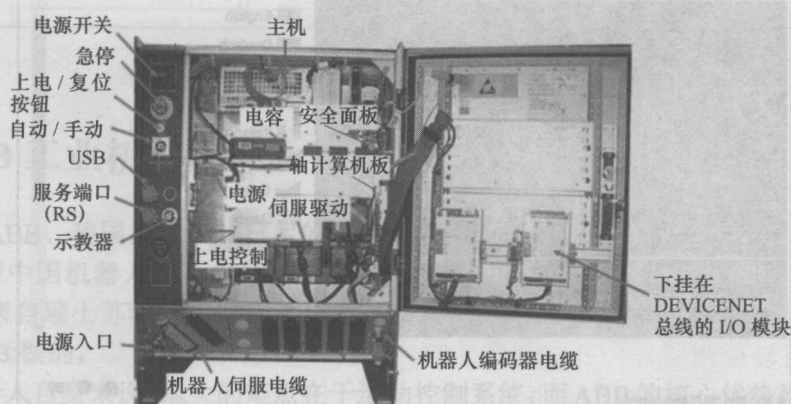 电源开关
急停
上电/复位
按钮
自动/手动
USB
服务端口
(RS)
示教器
电源入口
主机
电容
安全面板
轴计算机板
电源
伺服驱动
上电控制
机器人伺服电缆
机器人编码器电缆
下挂在
DEVICENET
总线的 I/O 模块